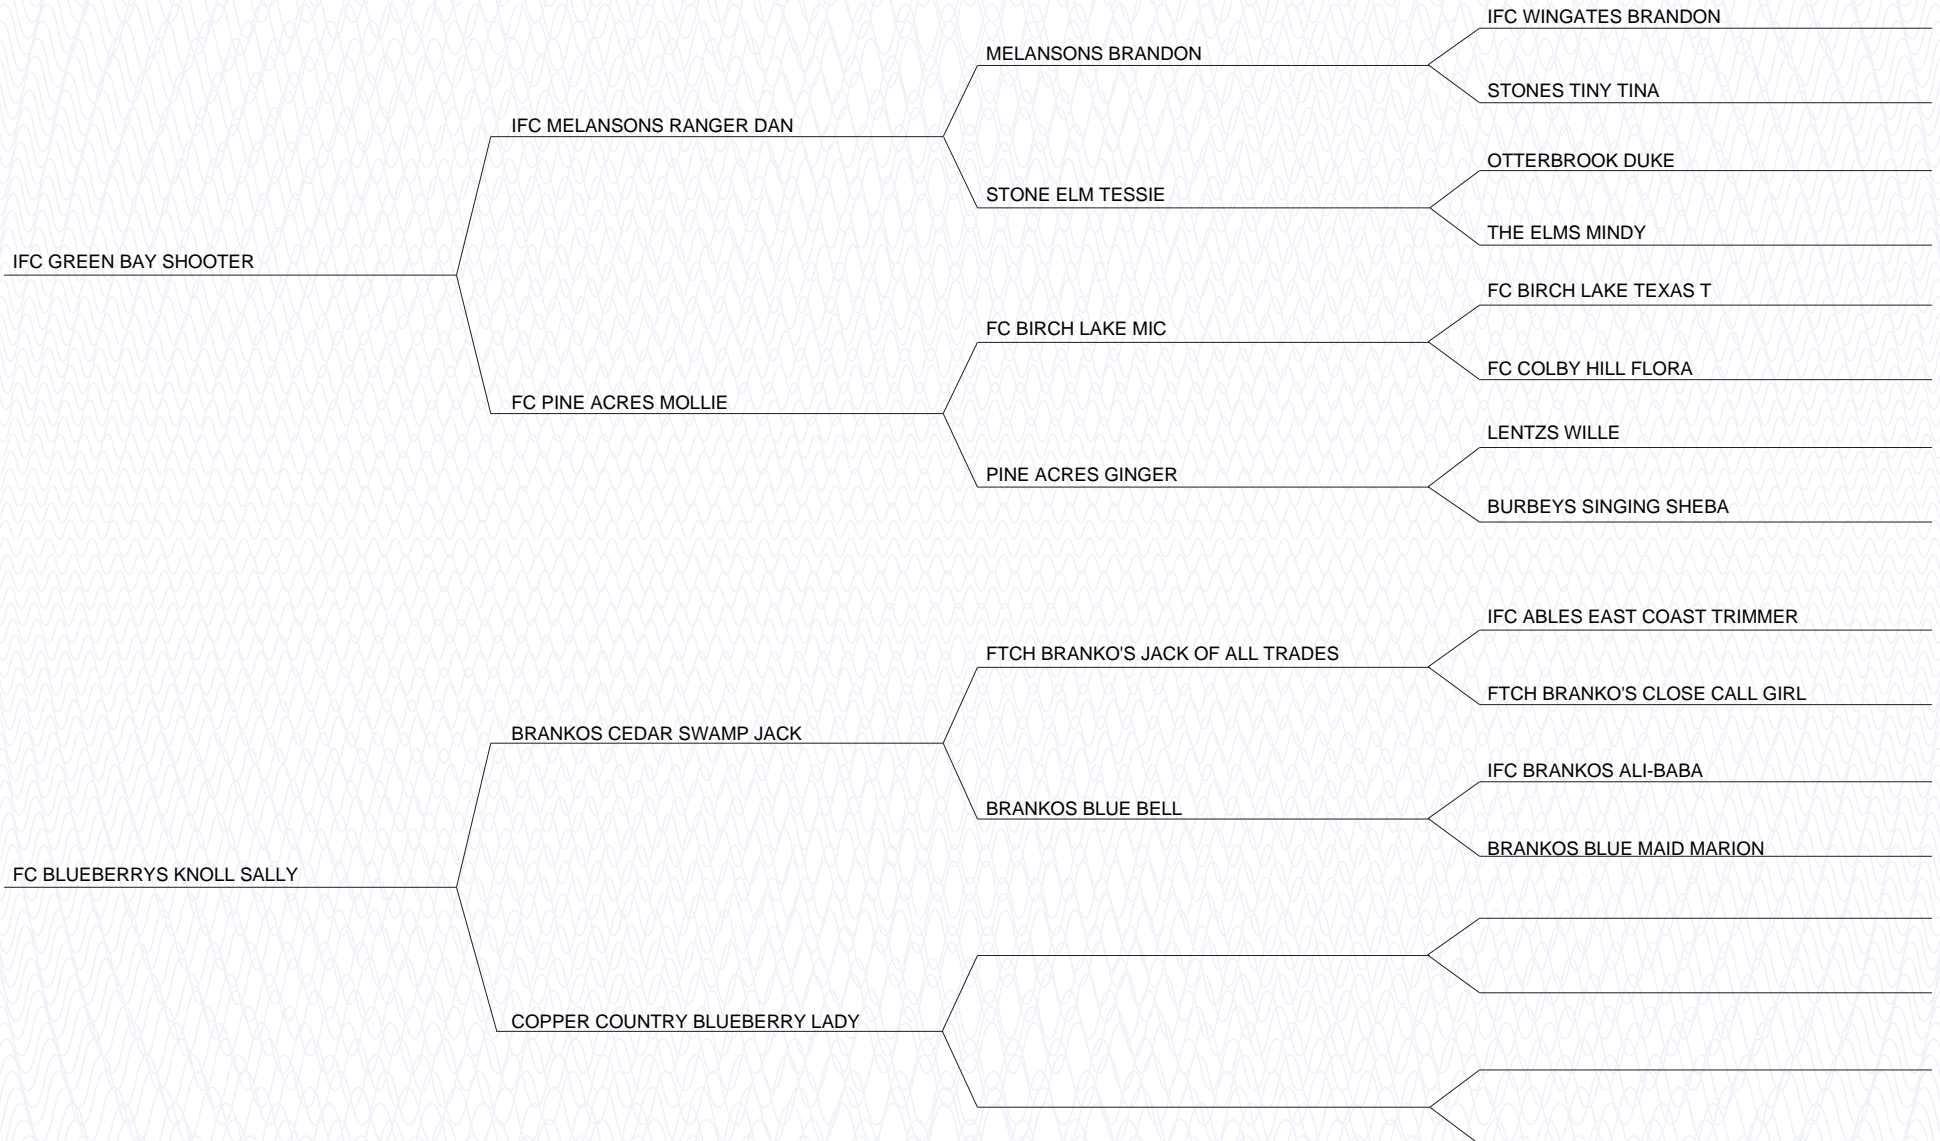 IFC WINGATES BRANDON
MELANSONS BRANDON
STONES TINY TINA
IFC MELANSONS RANGER DAN
OTTERBROOK DUKE
STONE ELM TESSIE
THE ELMS MINDY
IFC GREEN BAY SHOOTER
FC BIRCH LAKE TEXAS T
FC BIRCH LAKE MIC
FC COLBY HILL FLORA
FC PINE ACRES MOLLIE
LENTZS WILLE
PINE ACRES GINGER
BURBEYS SINGING SHEBA
IFC ABLES EAST COAST TRIMMER
FTCH BRANKO'S JACK OF ALL TRADES
FTCH BRANKO'S CLOSE CALL GIRL
BRANKOS CEDAR SWAMP JACK
IFC BRANKOS ALI-BABA
BRANKOS BLUE BELL
BRANKOS BLUE MAID MARION
FC BLUEBERRYS KNOLL SALLY
COPPER COUNTRY BLUEBERRY LADY